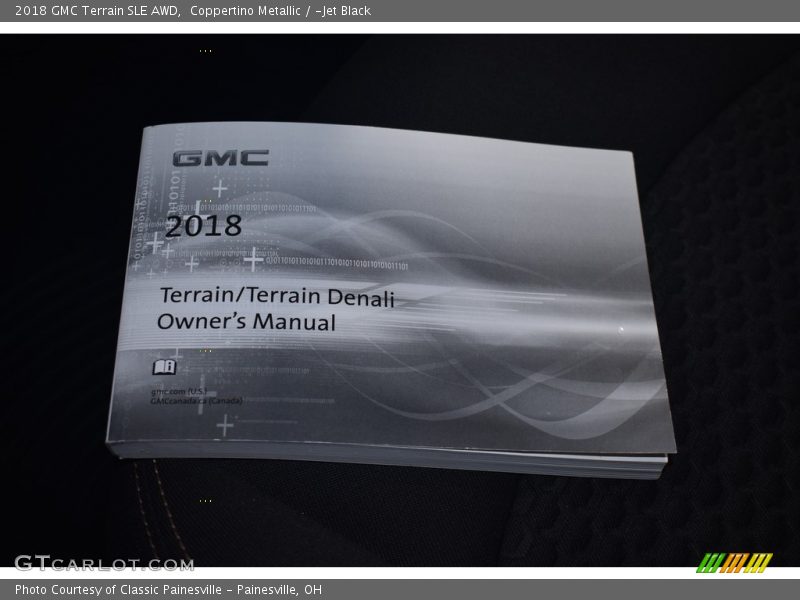 2018 GMC Terrain SLE AWD,  Coppertino Metallic / -Jet Black
GMC
2018
Terrain/Terrain Denali
Owner's Manual
gmc.com (U.S.)
GMCcanada.ca (Canada)
GTCARLOT.COM
Photo Courtesy of Classic Painesville - Painesville, OH